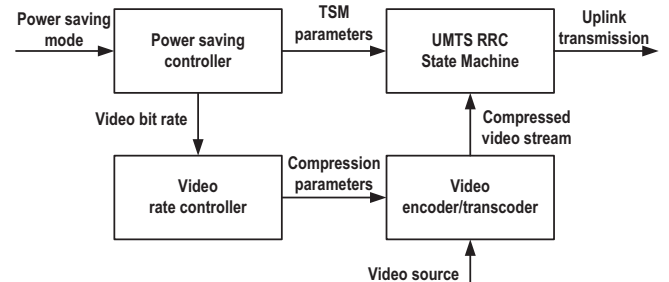 Power saving
mode
Power saving
controller
TSM
parameters
UMTS RRC
State Machine
Uplink
transmission
Video bit rate
Compressed
video stream
Video
rate controller
Compression
parameters
Video
encoder/transcoder
Video source